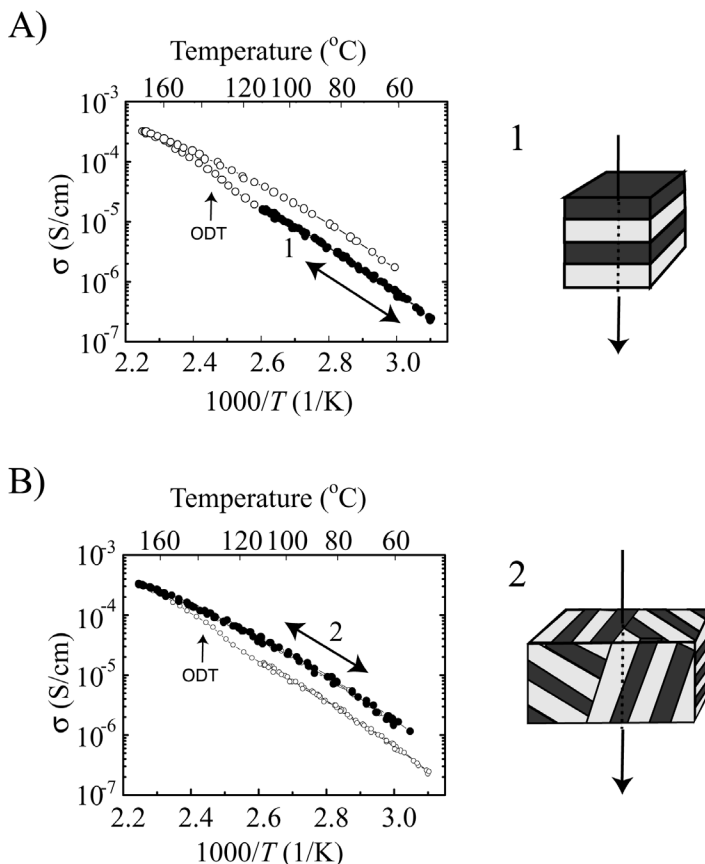 A)
Temperature (°C)
160 120 100 80 60
10⁻³
10⁻⁴
10⁻⁵
10⁻⁶
10⁻⁷
σ (S/cm)
ODT
1
2.2 2.4 2.6 2.8 3.0
1000/T (1/K)
1
B)
Temperature (°C)
160 120 100 80 60
10⁻³
10⁻⁴
10⁻⁵
10⁻⁶
10⁻⁷
σ (S/cm)
ODT
2
2.2 2.4 2.6 2.8 3.0
1000/T (1/K)
2